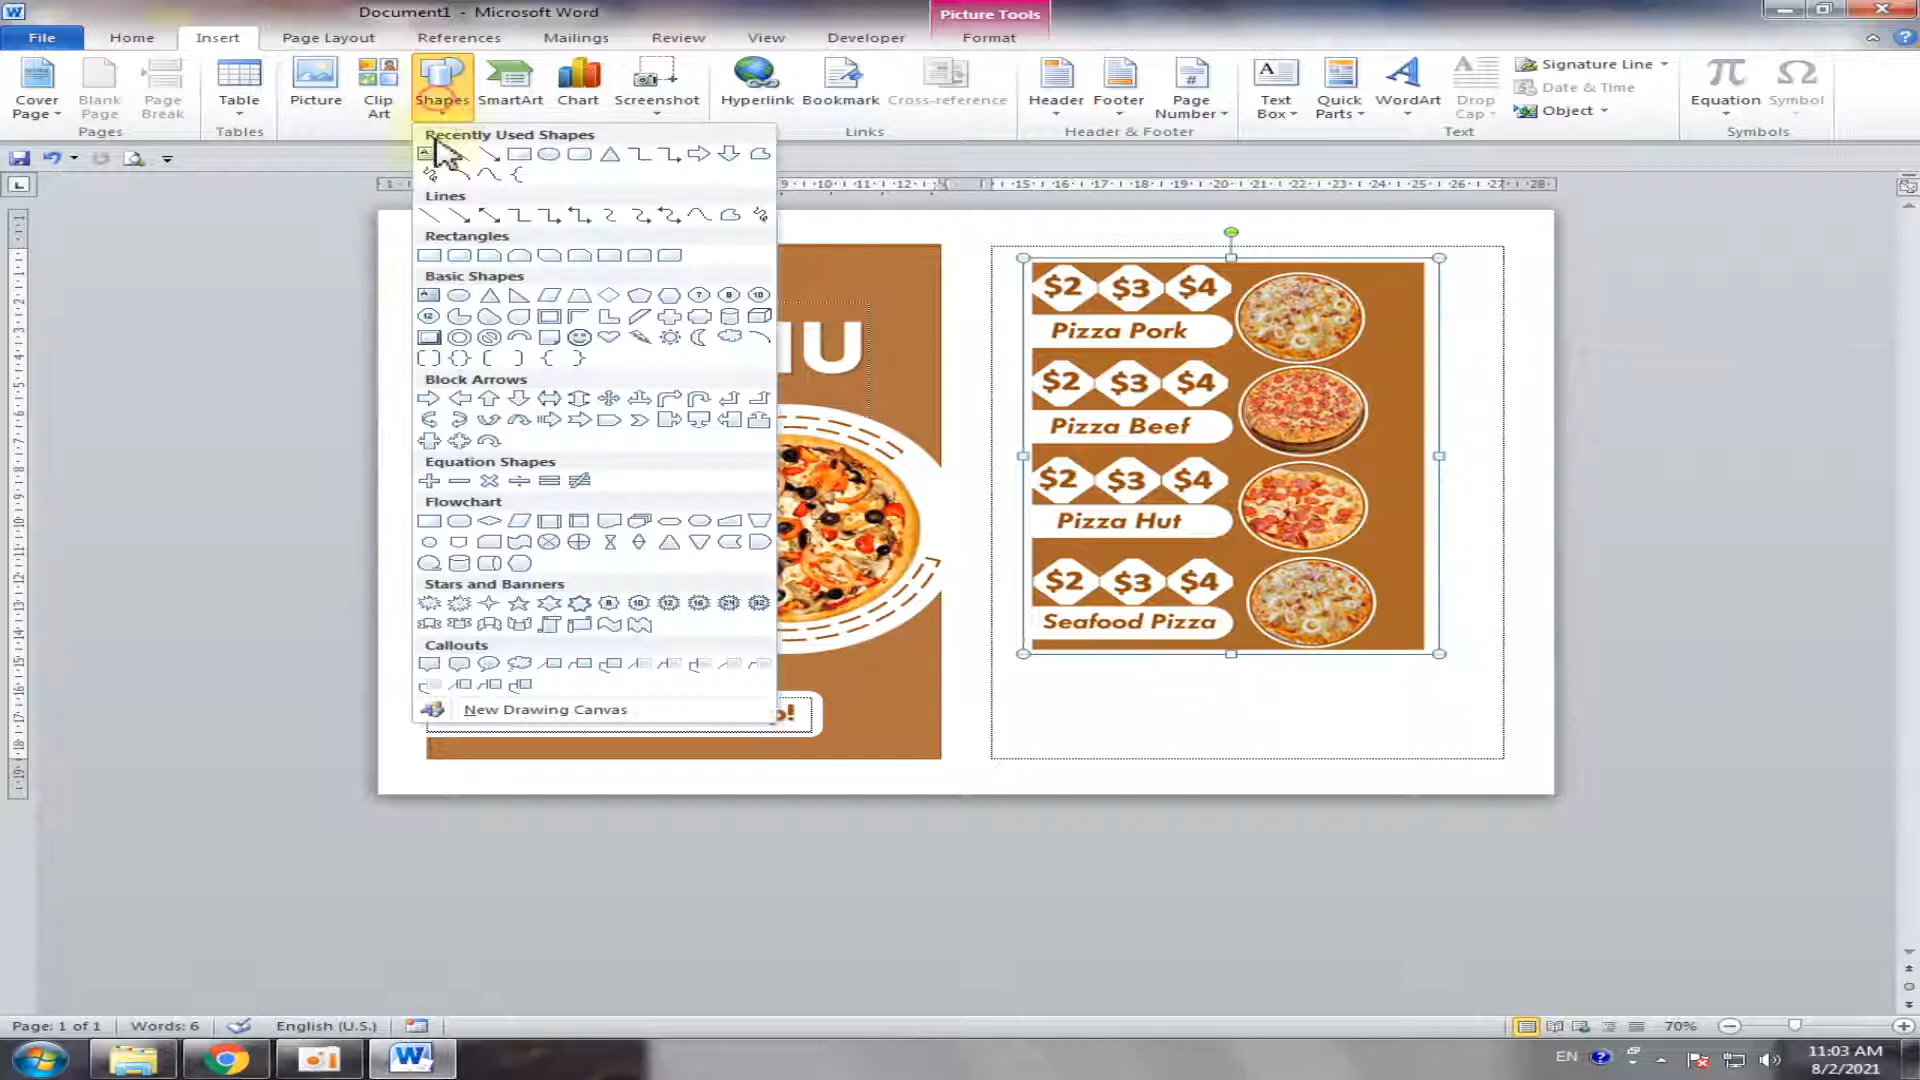 Document1 - Microsoft Word
Picture Tools
File Home Insert Page Layout References Mailings Review View Developer Format
Cover Page
Blank Page
Page Break
Table
Picture
Clip Art
Shapes
SmartArt
Chart
Screenshot
Hyperlink
Bookmark
Cross-reference
Header
Footer
Page Number
Text Box
Quick Parts
WordArt
Drop Cap
Signature Line
Date & Time
Object
Equation
Symbol
Pages
Tables
Links
Header & Footer
Text
Symbols
Recently Used Shapes
Lines
Rectangles
Basic Shapes
Block Arrows
Equation Shapes
Flowchart
Stars and Banners
Callouts
New Drawing Canvas
NU
$2 $3 $4
Pizza Pork
$2 $3 $4
Pizza Beef
$2 $3 $4
Pizza Hut
$2 $3 $4
Seafood Pizza
Page: 1 of 1 Words: 6 English (U.S.) 70%
EN
11:03 AM
8/2/2021